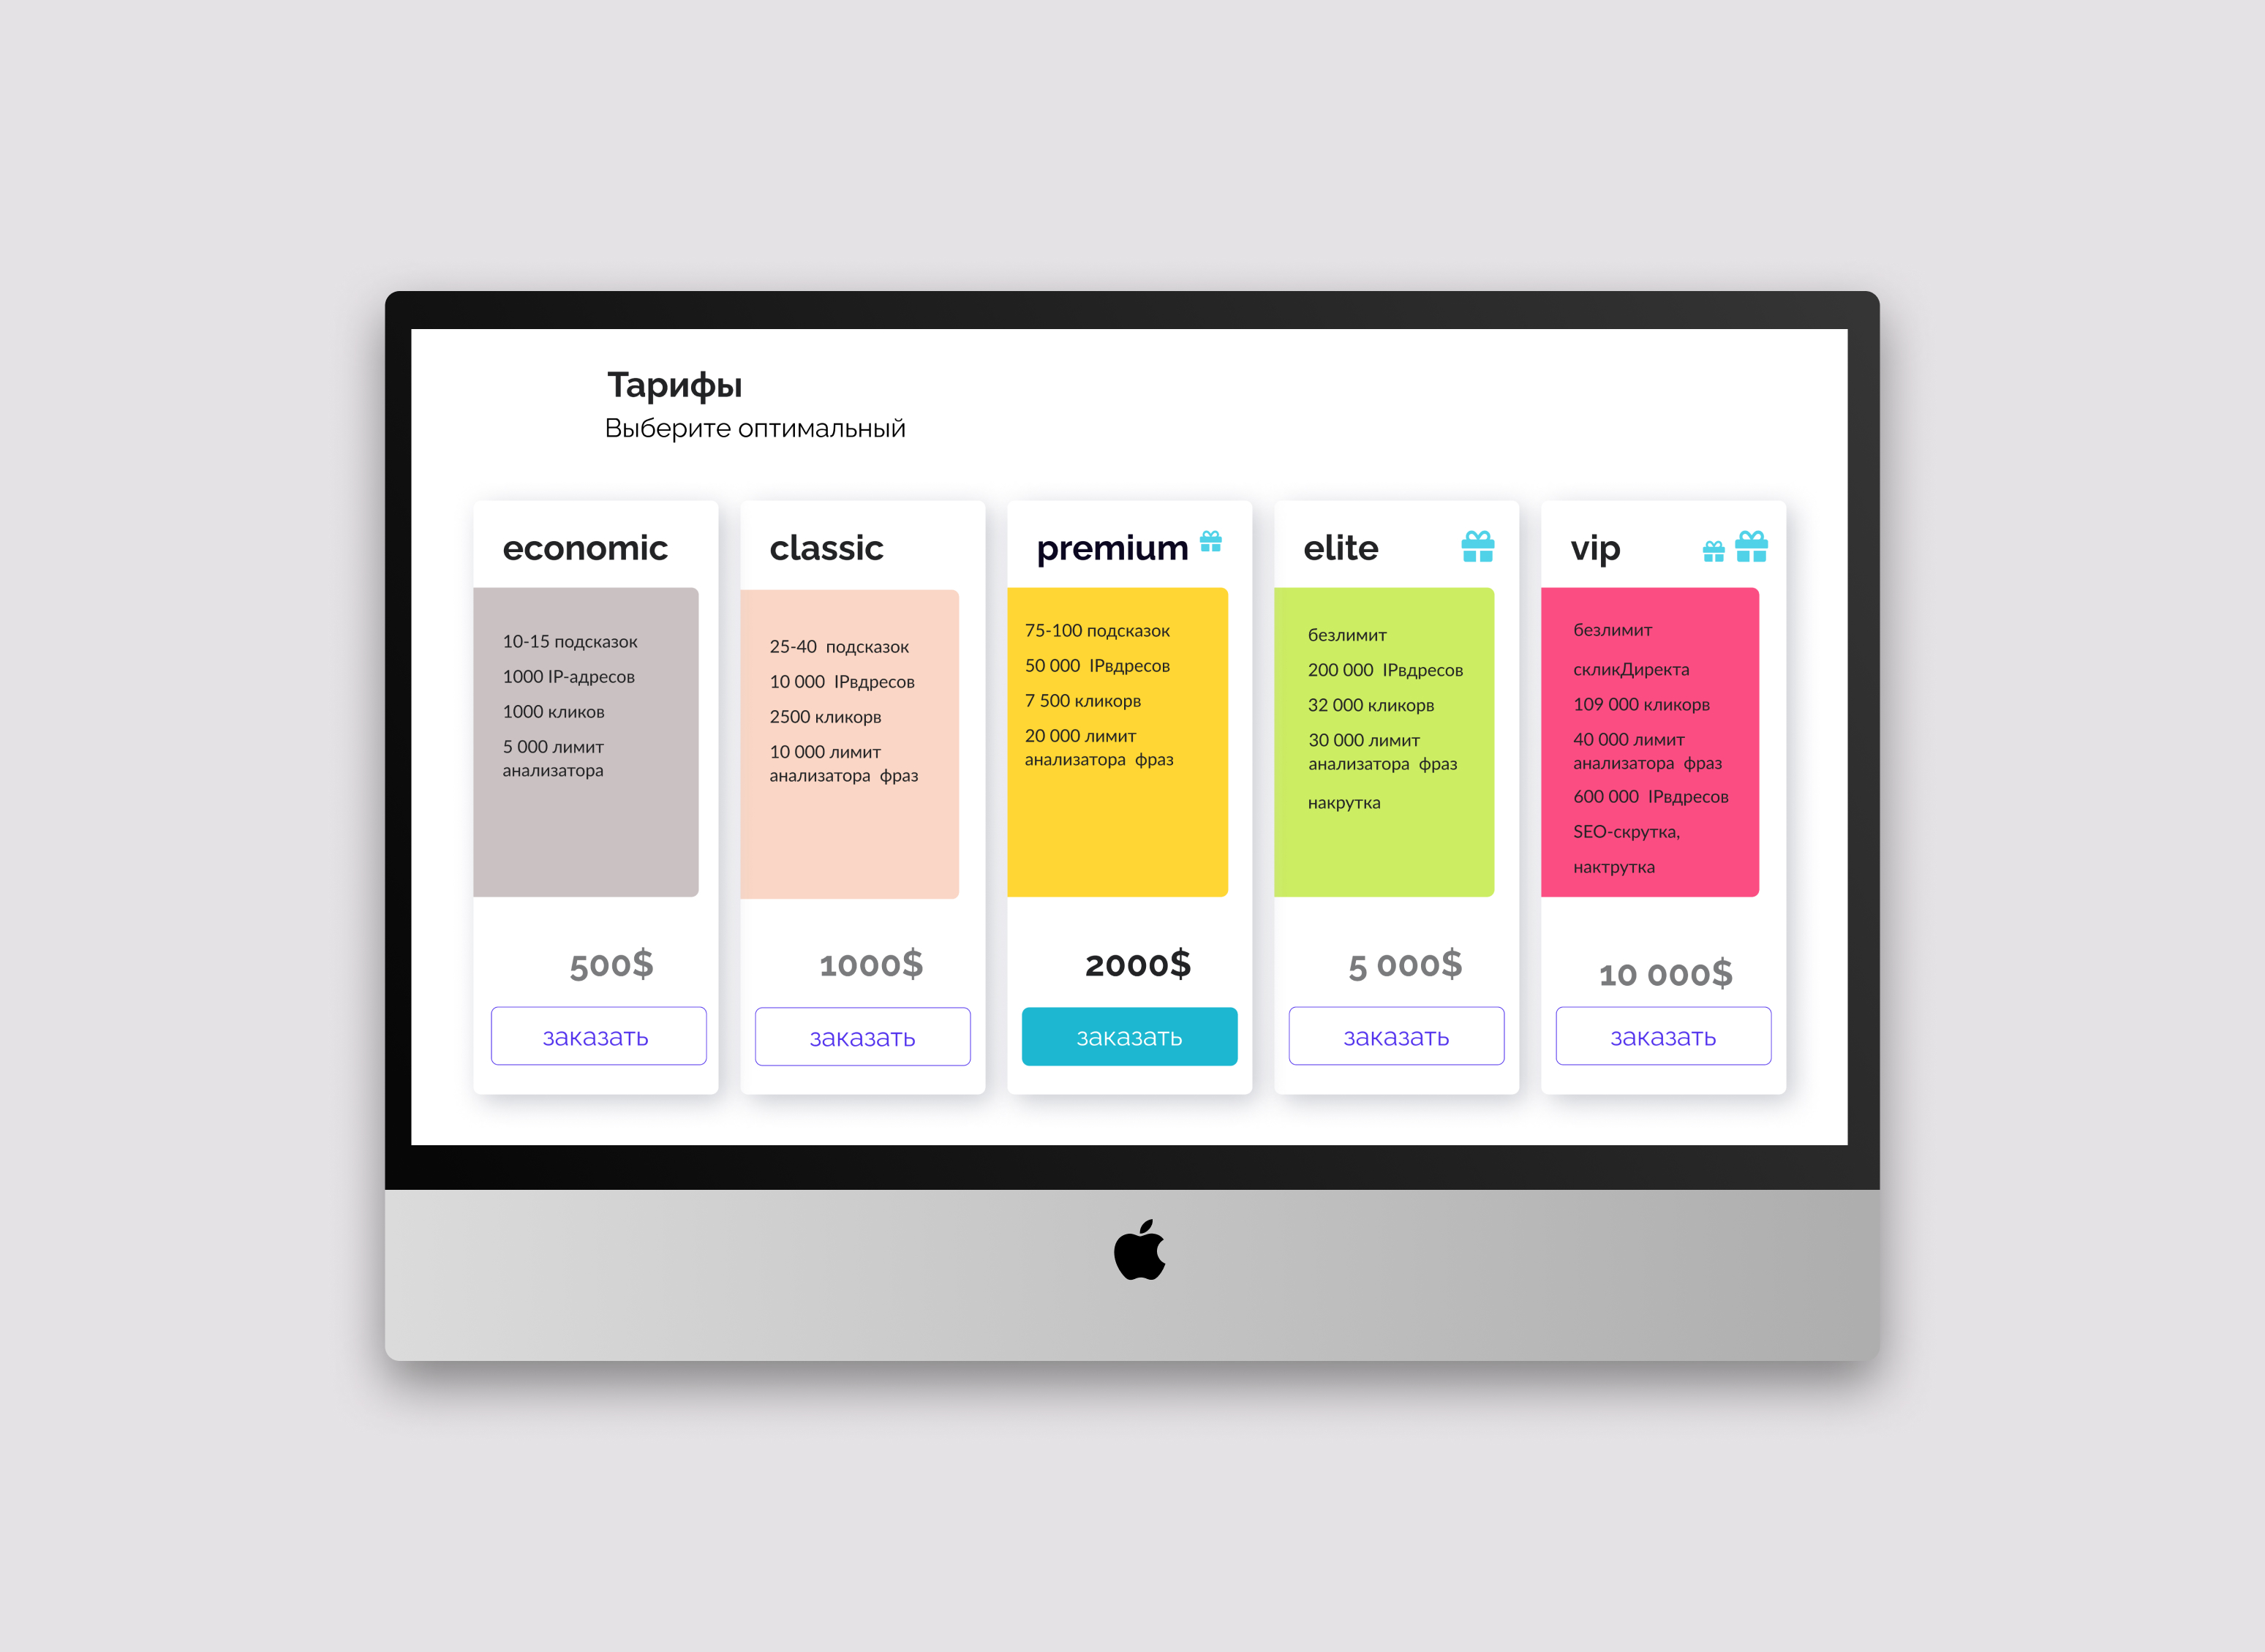 Тарифы
Выберите оптимальный
economic
10-15 подсказок
1000 IP-адресов
1000 кликов
5 000 лимит
анализатора
500$
заказать
classic
25-40 подсказок
10 000 IPвдресов
2500 кликорв
10 000 лимит
анализатора фраз
1000$
заказать
premium
75-100 подсказок
50 000 IPвдресов
7 500 кликорв
20 000 лимит
анализатора фраз
2000$
заказать
elite
безлимит
200 000 IPвдресов
32 000 кликорв
30 000 лимит
анализатора фраз
накрутка
5 000$
заказать
vip
безлимит
скликДиректа
109 000 кликорв
40 000 лимит
анализатора фраз
600 000 IPвдресов
SEO-скрутка,
нактрутка
10 000$
заказать